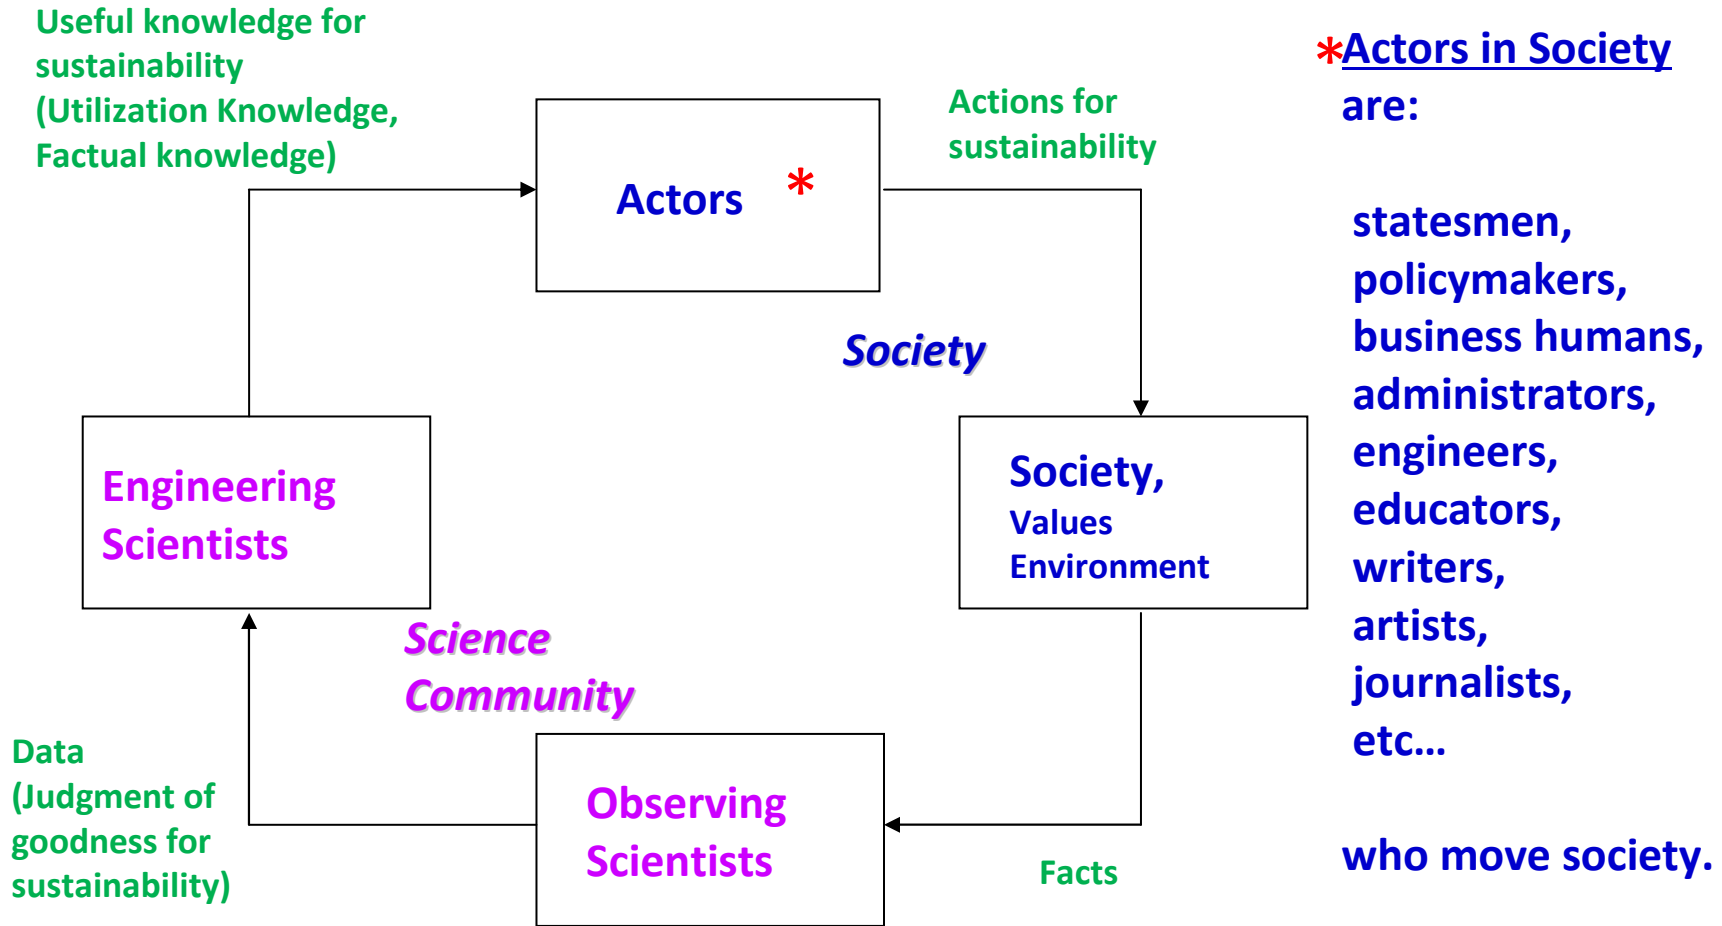 Useful knowledge for
sustainability
(Utilization Knowledge,
Factual knowledge)
Actors *
Actions for
sustainability
Society
Engineering
Scientists
Society,
Values
Environment
Science
Community
Data
(Judgment of
goodness for
sustainability)
Observing
Scientists
Facts
*Actors in Society
are:
statesmen,
policymakers,
business humans,
administrators,
engineers,
educators,
writers,
artists,
journalists,
etc...
who move society.